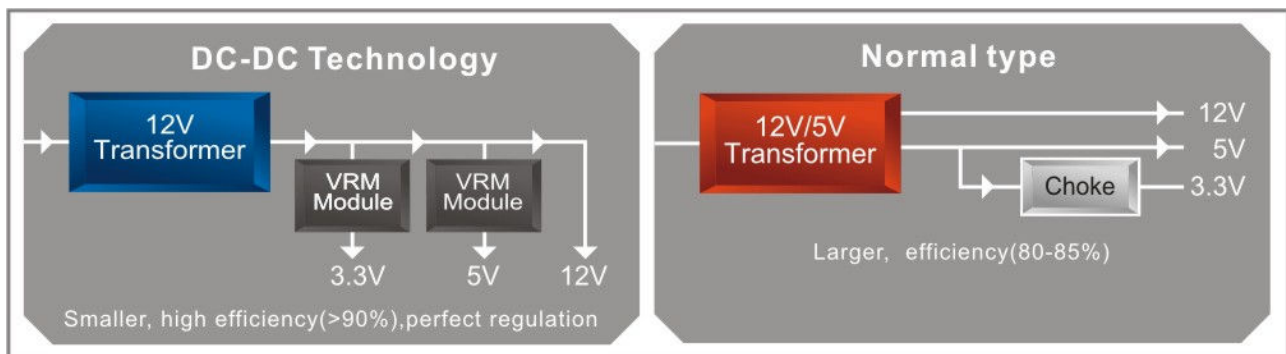 DC-DC Technology
12V
Transformer
VRM
Module
VRM
Module
3.3V
5V
12V
Smaller, high efficiency(>90%),perfect regulation
Normal type
12V/5V
Transformer
12V
5V
Choke
3.3V
Larger, efficiency(80-85%)